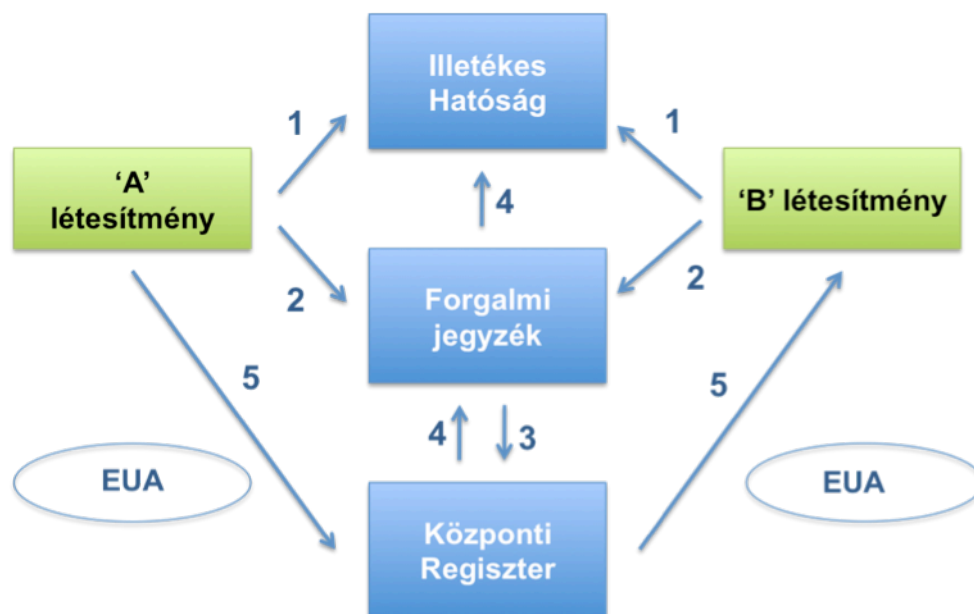 Illetékes
Hatóság
1
1
‘A’
létesítmény
‘B’ létesítmény
4
2
2
Forgalmi
jegyzék
5
5
4
3
EUA
EUA
Központi
Regiszter